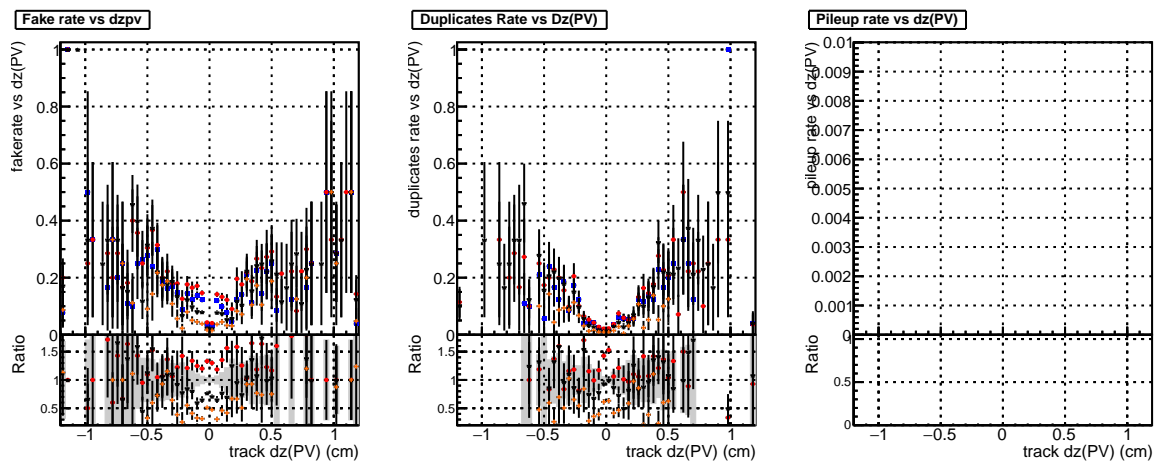 Fake rate vs dzpv
fakerate vs dz(PV)
1
0.8
0.6
0.4
0.2
0
Ratio
1.5
1
0.5
−1 −0.5 0 0.5 1
track dz(PV) (cm)
Duplicates Rate vs Dz(PV)
duplicates rate vs dz(PV)
1
0.8
0.6
0.4
0.2
0
Ratio
1.5
1
0.5
−1 −0.5 0 0.5 1
track dz(PV) (cm)
Pileup rate vs dz(PV)
pileup rate vs dz(PV)
0.01
0.009
0.008
0.007
0.006
0.005
0.004
0.003
0.002
0.001
0
Ratio
1
0.5
0
−1 −0.5 0 0.5 1
track dz(PV) (cm)